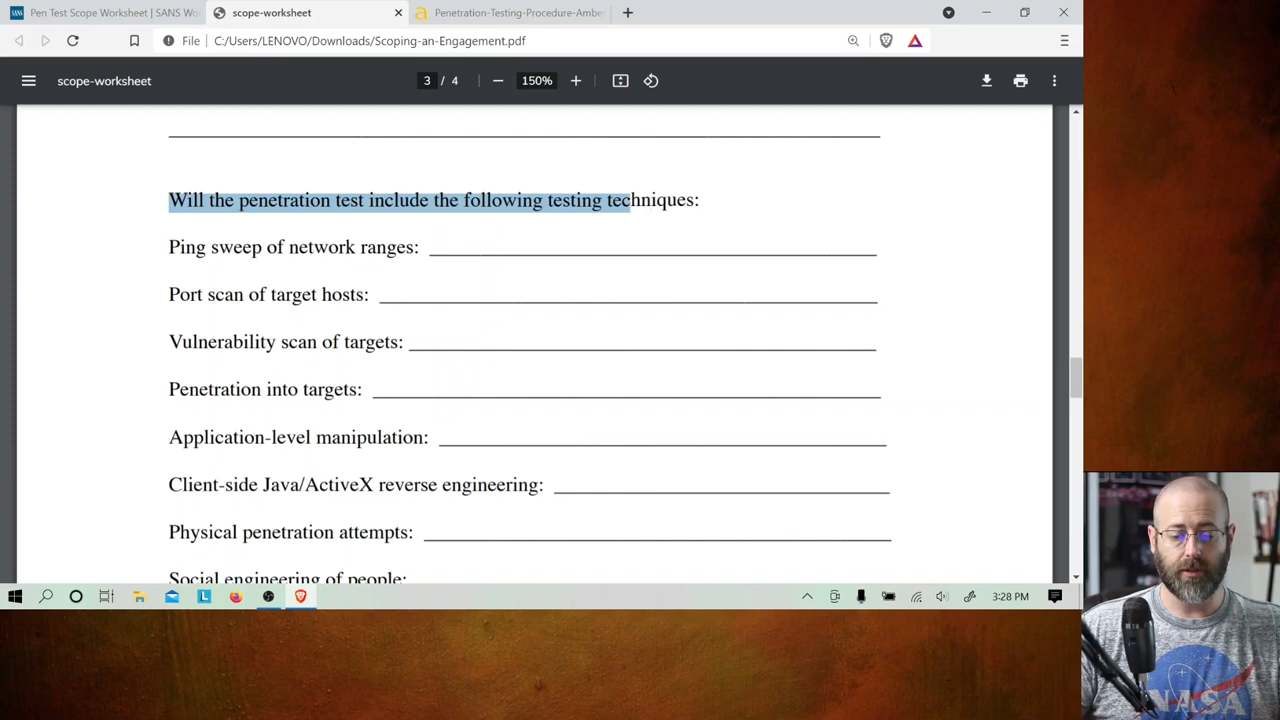 Pen Test Scope Worksheet | SANS Wo
scope-worksheet
Penetration-Testing-Procedure-Ambe
File
C:/Users/LENOVO/Downloads/Scoping-an-Engagement.pdf
scope-worksheet
3 / 4
150%
Will the penetration test include the following testing techniques:
Ping sweep of network ranges:
Port scan of target hosts:
Vulnerability scan of targets:
Penetration into targets:
Application-level manipulation:
Client-side Java/ActiveX reverse engineering:
Physical penetration attempts:
Social engineering of people:
3:28 PM
NASA